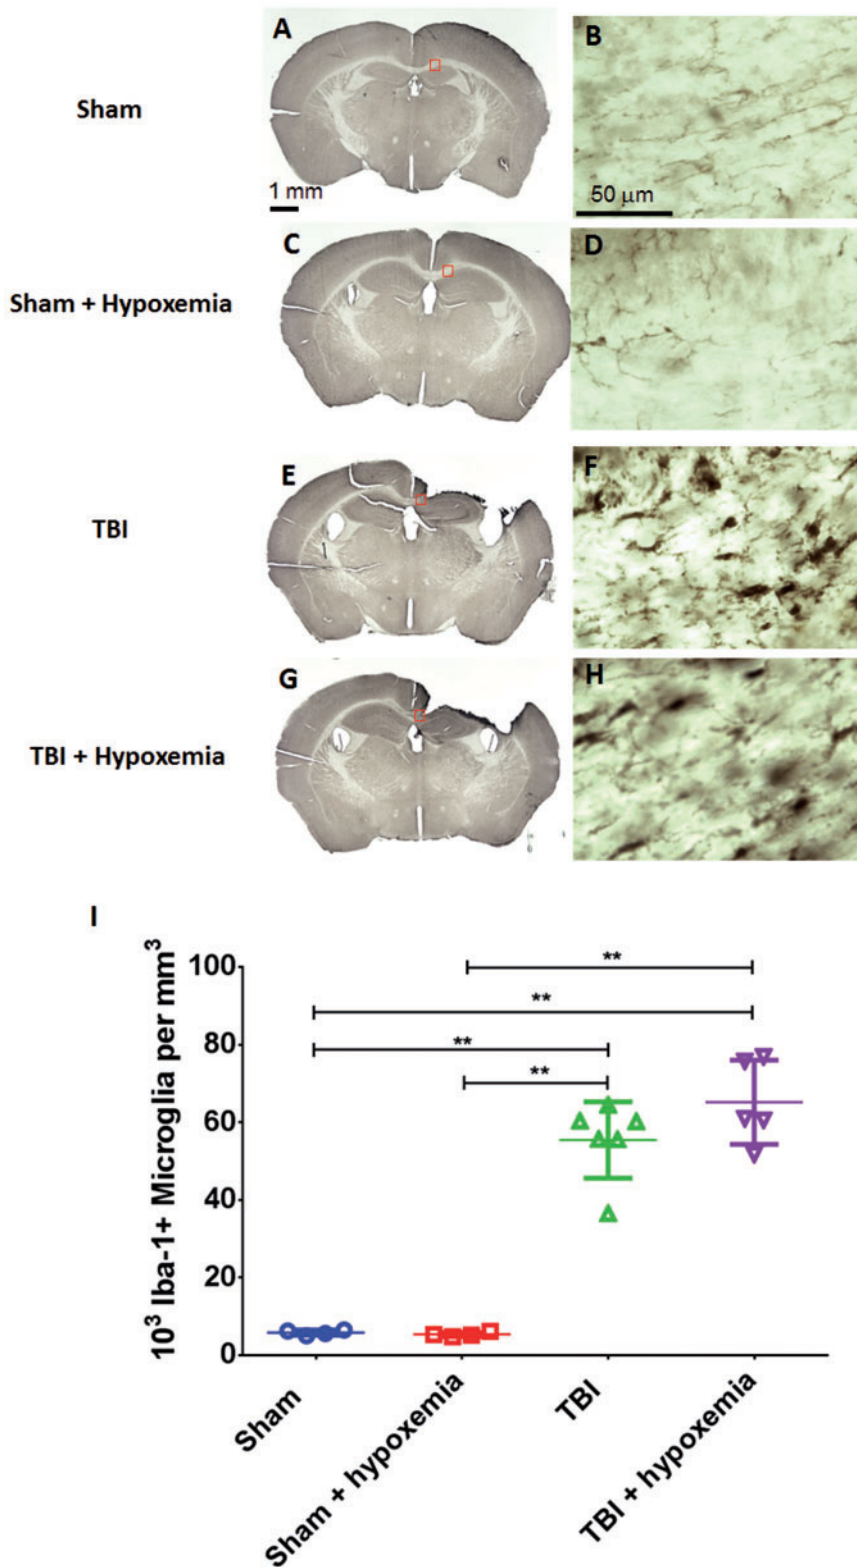 A
B
Sham
1 mm
50 μm
C
D
Sham + Hypoxemia
E
F
TBI
G
H
TBI + Hypoxemia
I
10³ Iba-1+ Microglia per mm³
100
80
60
40
20
0
**
**
**
**
Sham
Sham + hypoxemia
TBI
TBI + hypoxemia